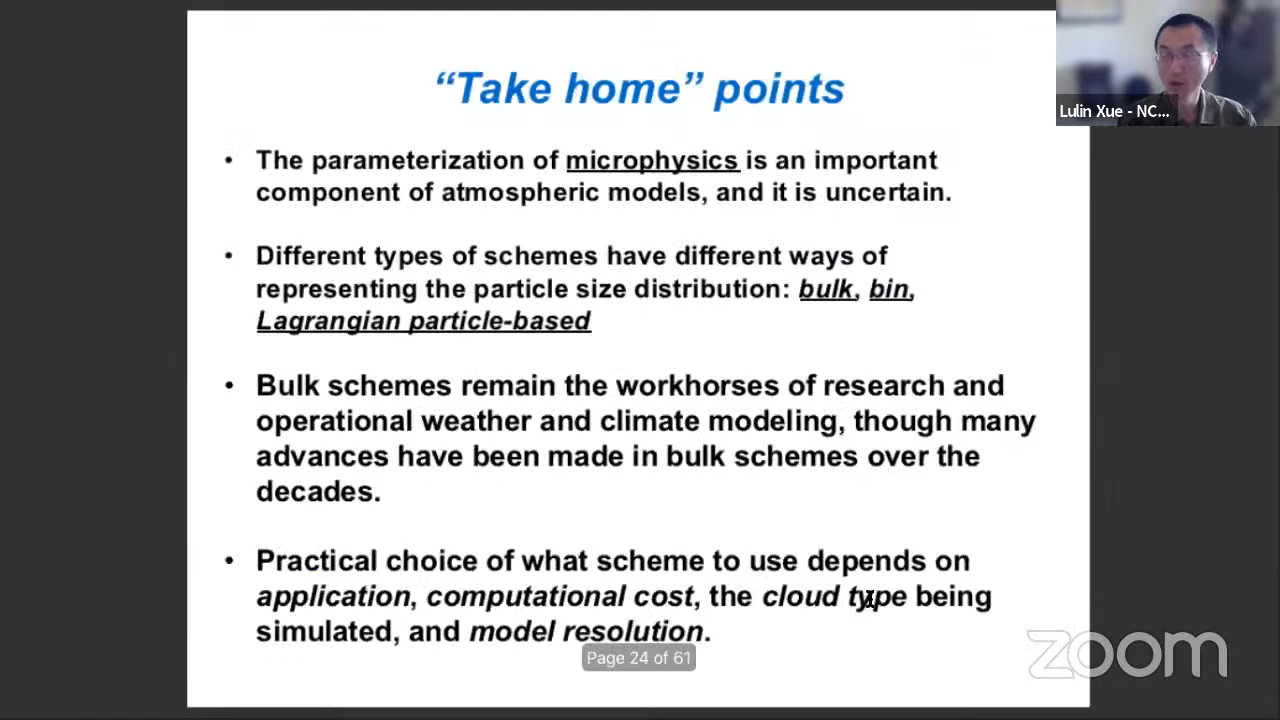 “Take home” points
Lulin Xue - NC...
• The parameterization of microphysics is an important
component of atmospheric models, and it is uncertain.
• Different types of schemes have different ways of
representing the particle size distribution: bulk, bin,
Lagrangian particle-based
• Bulk schemes remain the workhorses of research and
operational weather and climate modeling, though many
advances have been made in bulk schemes over the
decades.
• Practical choice of what scheme to use depends on
application, computational cost, the cloud type being
simulated, and model resolution.
Page 24 of 61
zoom